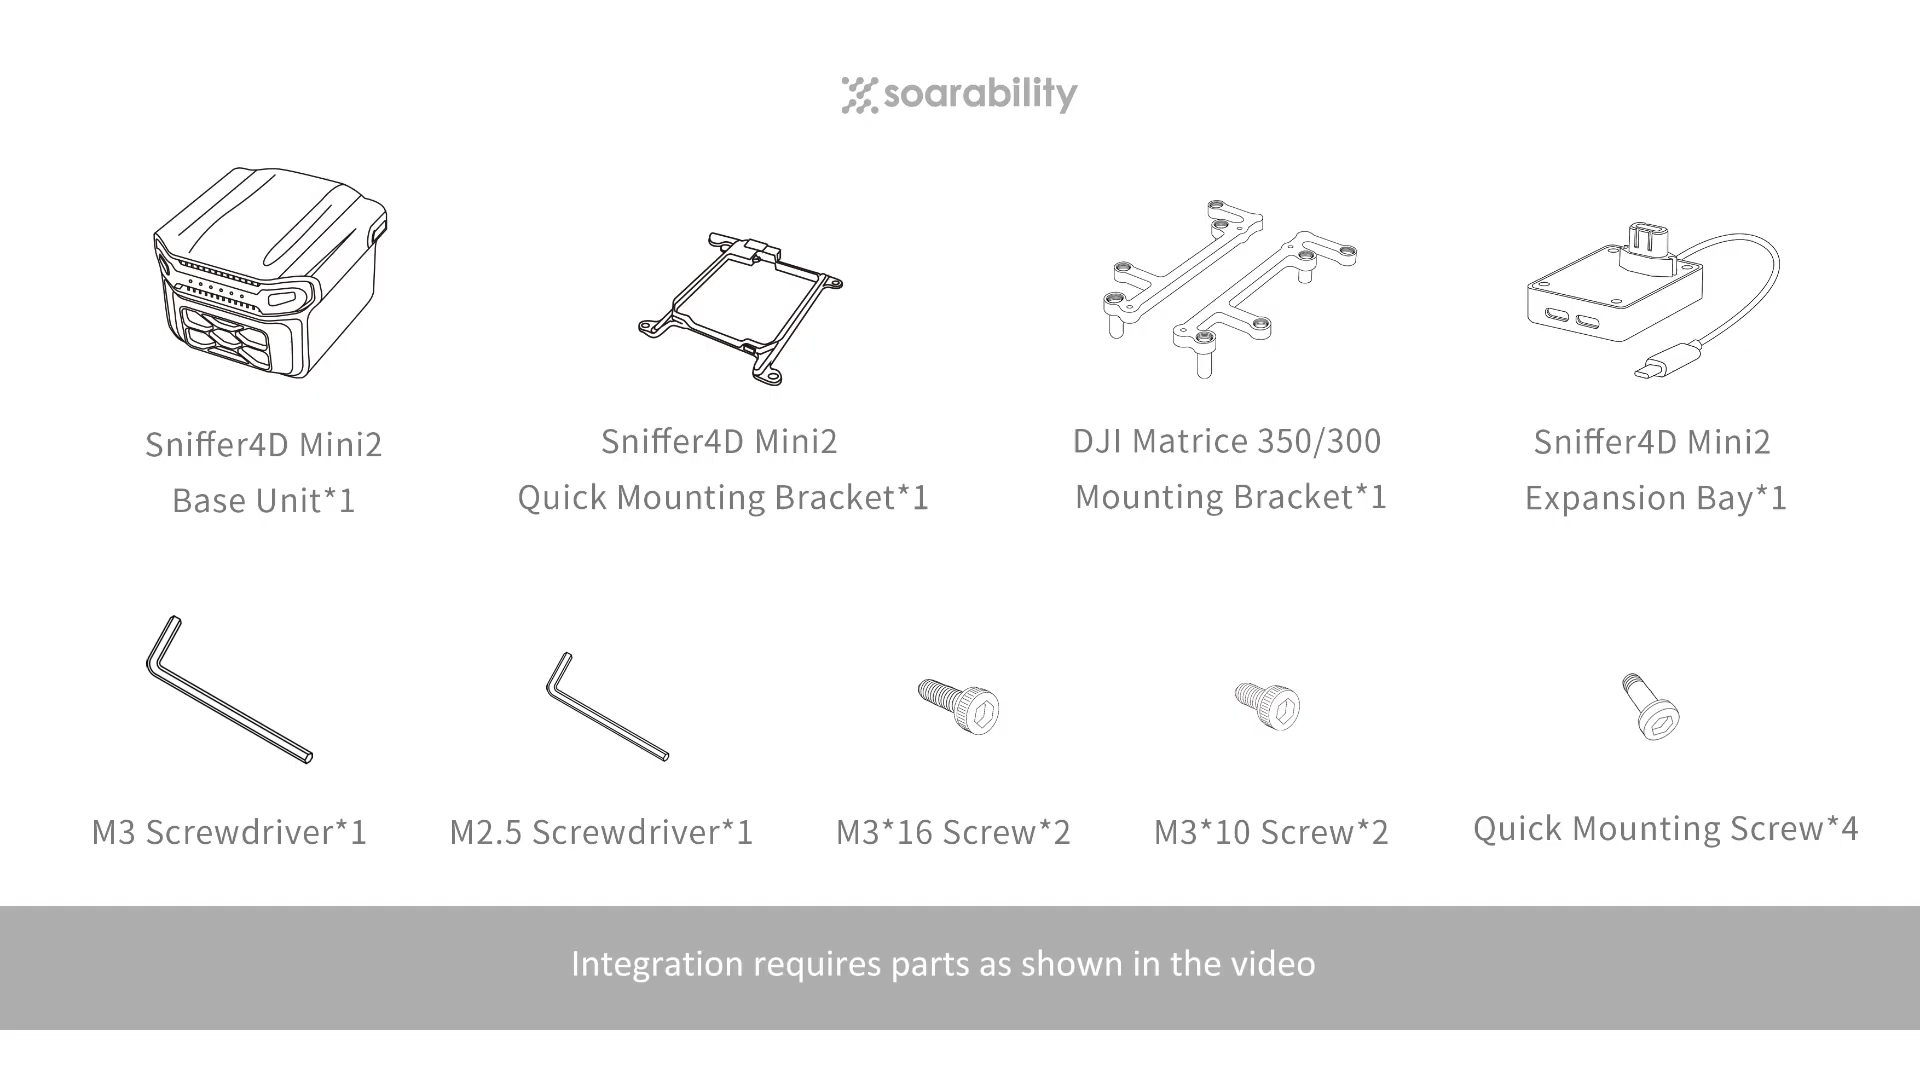 soarability
Sniffer4D Mini2
Base Unit*1
Sniffer4D Mini2
Quick Mounting Bracket*1
DJI Matrice 350/300
Mounting Bracket*1
Sniffer4D Mini2
Expansion Bay*1
M3 Screwdriver*1
M2.5 Screwdriver*1
M3*16 Screw*2
M3*10 Screw*2
Quick Mounting Screw*4
Integration requires parts as shown in the video